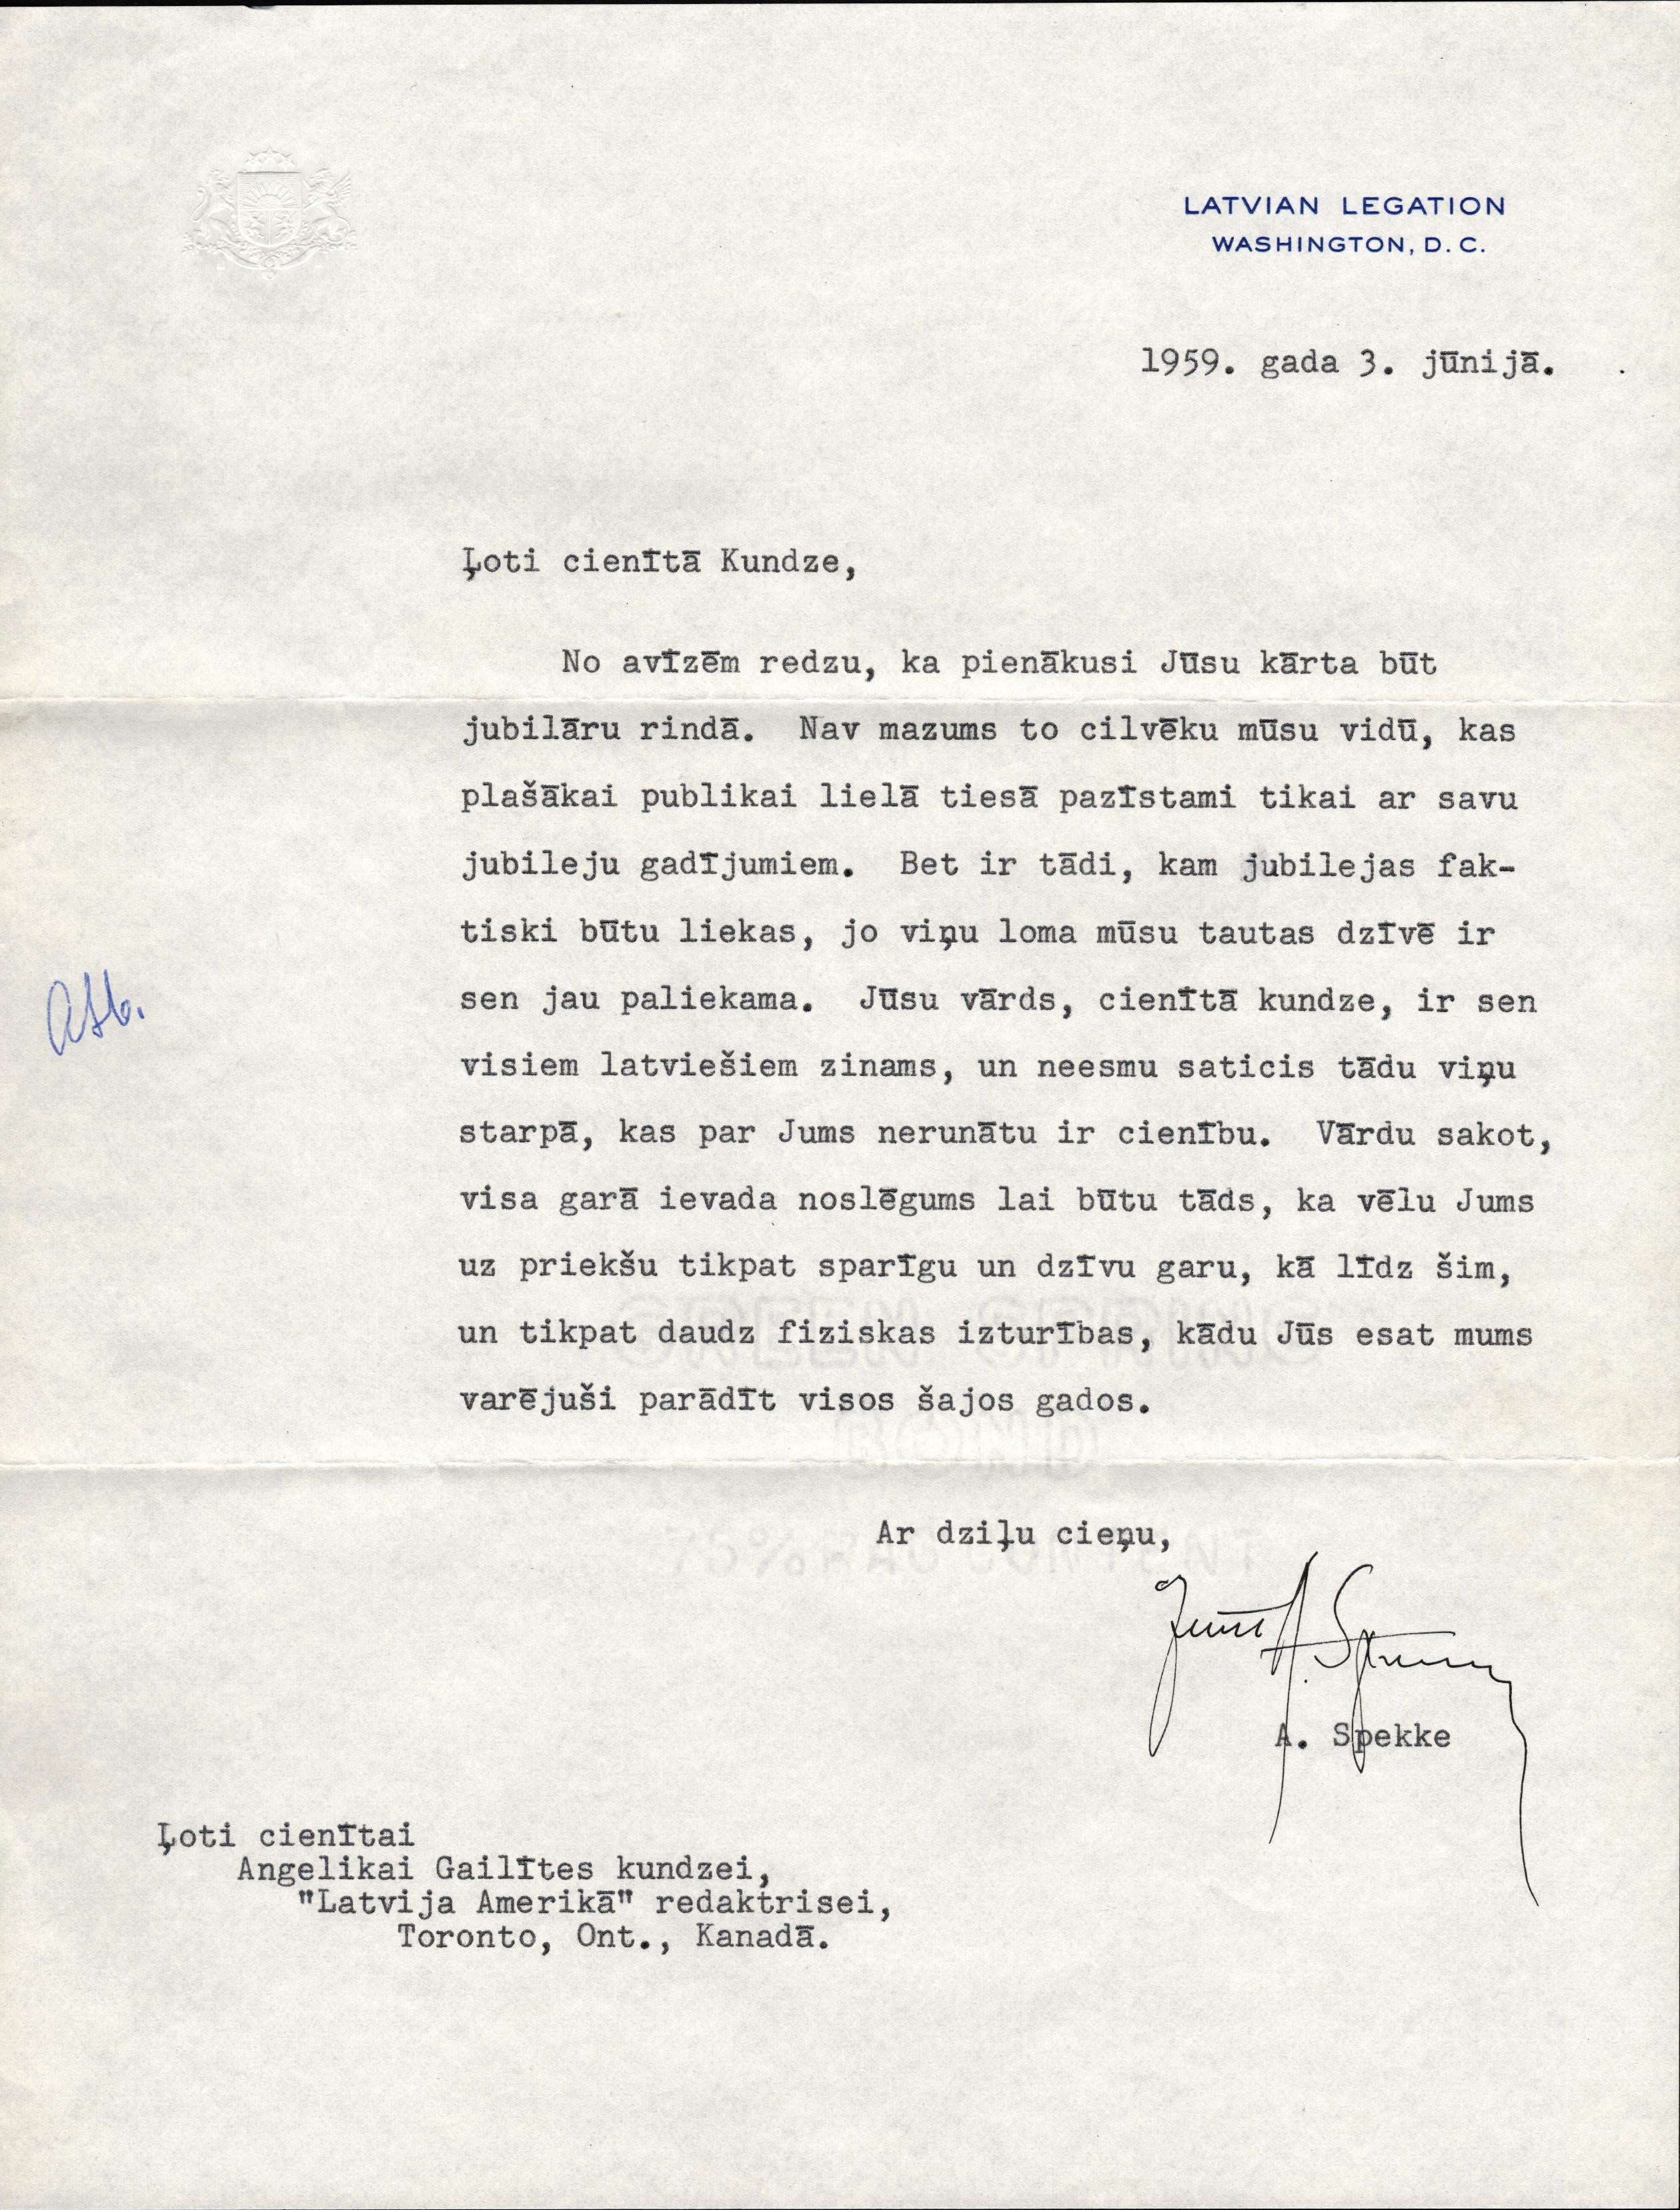 LATVIAN LEGATION
WASHINGTON, D.C.
1959. gada 3. jūnijā.
Ļoti cienītā Kundze,
No avīzēm redzu, ka pienākusi Jūsu kārta būt
jubilāru rindā. Nav mazums to cilvēku mūsu vidū, kas
plašākai publikai lielā tiesā pazīstami tikai ar savu
jubileju gadījumiem. Bet ir tādi, kam jubilejas fak-
tiski būtu liekas, jo viņu loma mūsu tautas dzīvē ir
sen jau paliekama. Jūsu vārds, cienītā kundze, ir sen
Atb.
visiem latviešiem zinams, un neesmu saticis tādu viņu
starpā, kas par Jums nerunātu ir cienību. Vārdu sakot,
visa garā ievada noslēgums lai būtu tāds, ka vēlu Jums
uz priekšu tikpat sparīgu un dzīvu garu, kā līdz šim,
un tikpat daudz fiziskas izturības, kādu Jūs esat mums
varējuši parādīt visos šajos gados.
Ar dziļu cieņu,
Jūsu A. Spekke
A. Spekke
Ļoti cienītai
Angelikai Gailītes kundzei,
"Latvija Amerikā" redaktrisei,
Toronto, Ont., Kanadā.